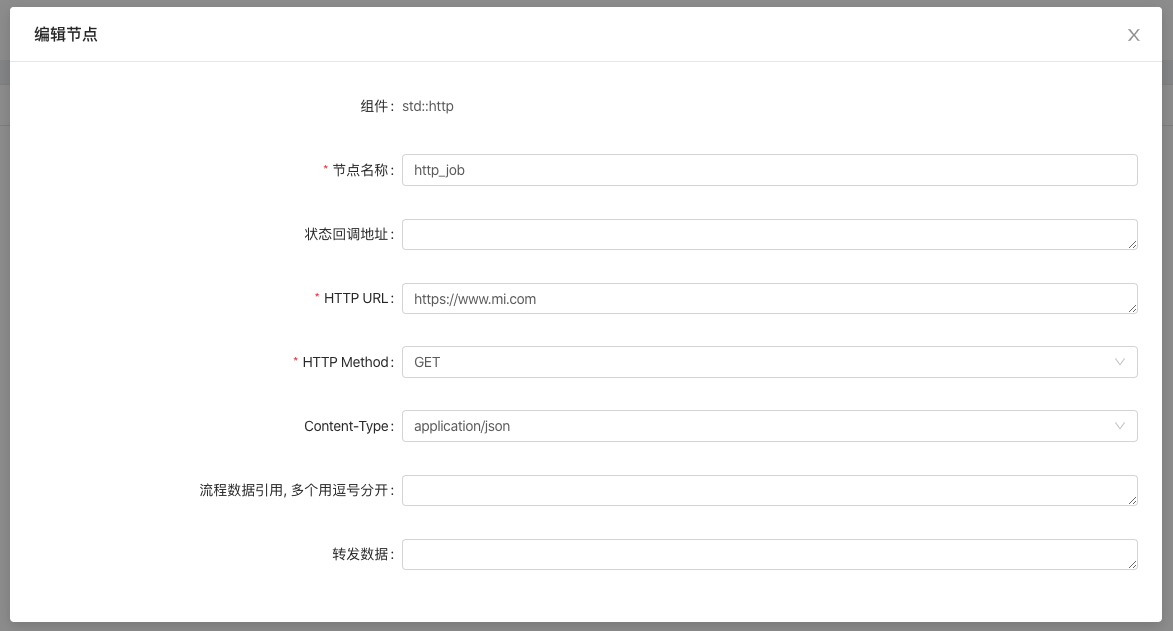 编辑节点
组件: std::http
* 节点名称: http_job
状态回调地址:
* HTTP URL: https://www.mi.com
* HTTP Method: GET
Content-Type: application/json
流程数据引用, 多个用逗号分开:
转发数据: